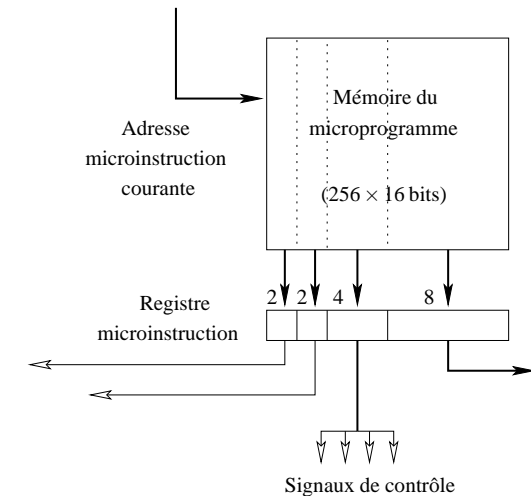 Mémoire du
microprogramme
Adresse
microinstruction
courante
(256 × 16 bits)
2 2 4 8
Registre
microinstruction
Signaux de contrôle